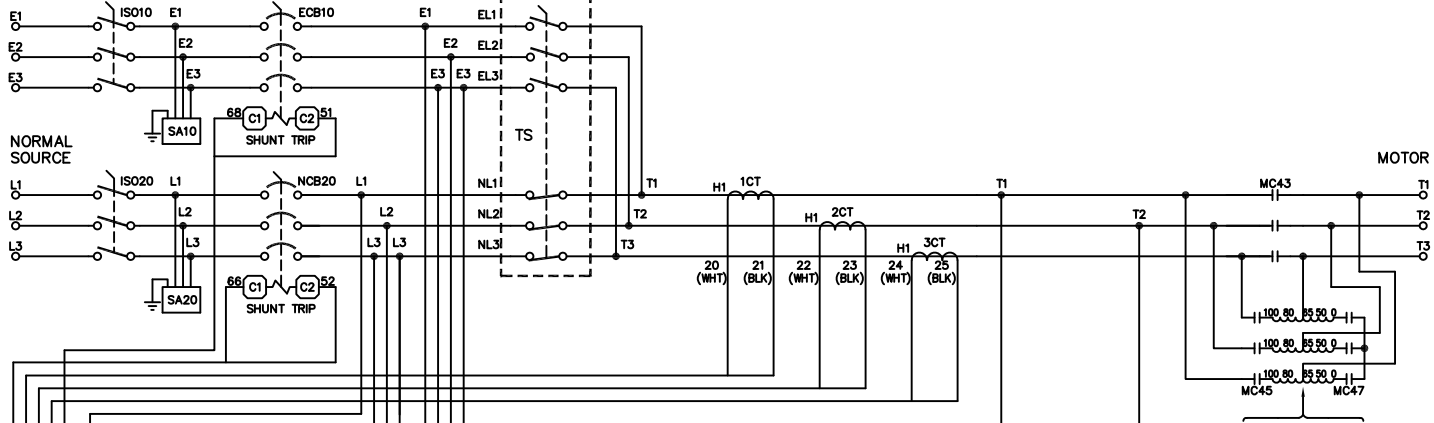 E1 ISO10 E1 ECB10 E1 EL1
E2 E2 E2 EL2
E3 E3 E3 E3 EL3
68 C1 C2 51
SA10 SHUNT TRIP
TS
NORMAL
SOURCE
MOTOR
L1 ISO20 L1 NCB20 L1 NL1 T1 H1 1CT T1 MC43 T1
L2 L2 L2 NL2 T2 H1 2CT T2 T2
L3 L3 L3 L3 NL3 T3 H1 3CT T3
20 21 22 23 24 25
(WHT) (BLK) (WHT) (BLK) (WHT) (BLK)
66 C1 C2 52
SA20 SHUNT TRIP
100 80 65 50 0
100 80 65 50 0
100 80 65 50 0
MC45 MC47